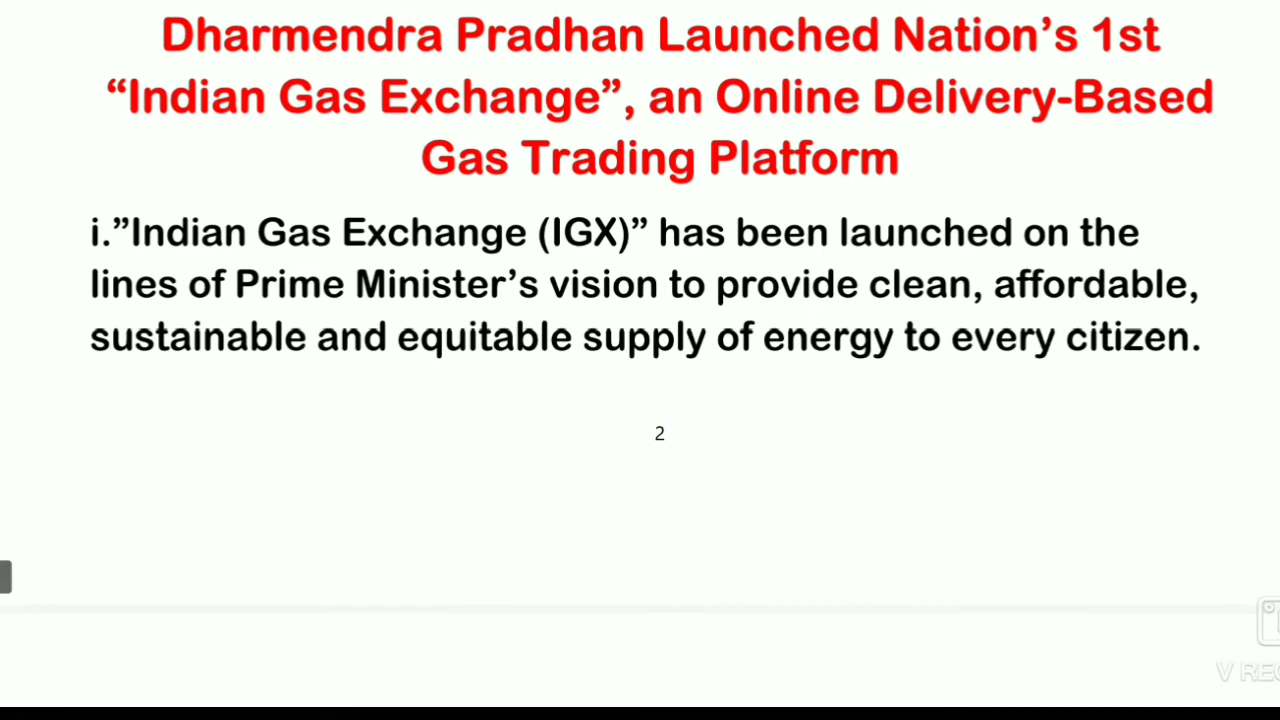 Dharmendra Pradhan Launched Nation’s 1st
“Indian Gas Exchange”, an Online Delivery-Based
Gas Trading Platform
i.”Indian Gas Exchange (IGX)” has been launched on the
lines of Prime Minister’s vision to provide clean, affordable,
sustainable and equitable supply of energy to every citizen.
2
V REC